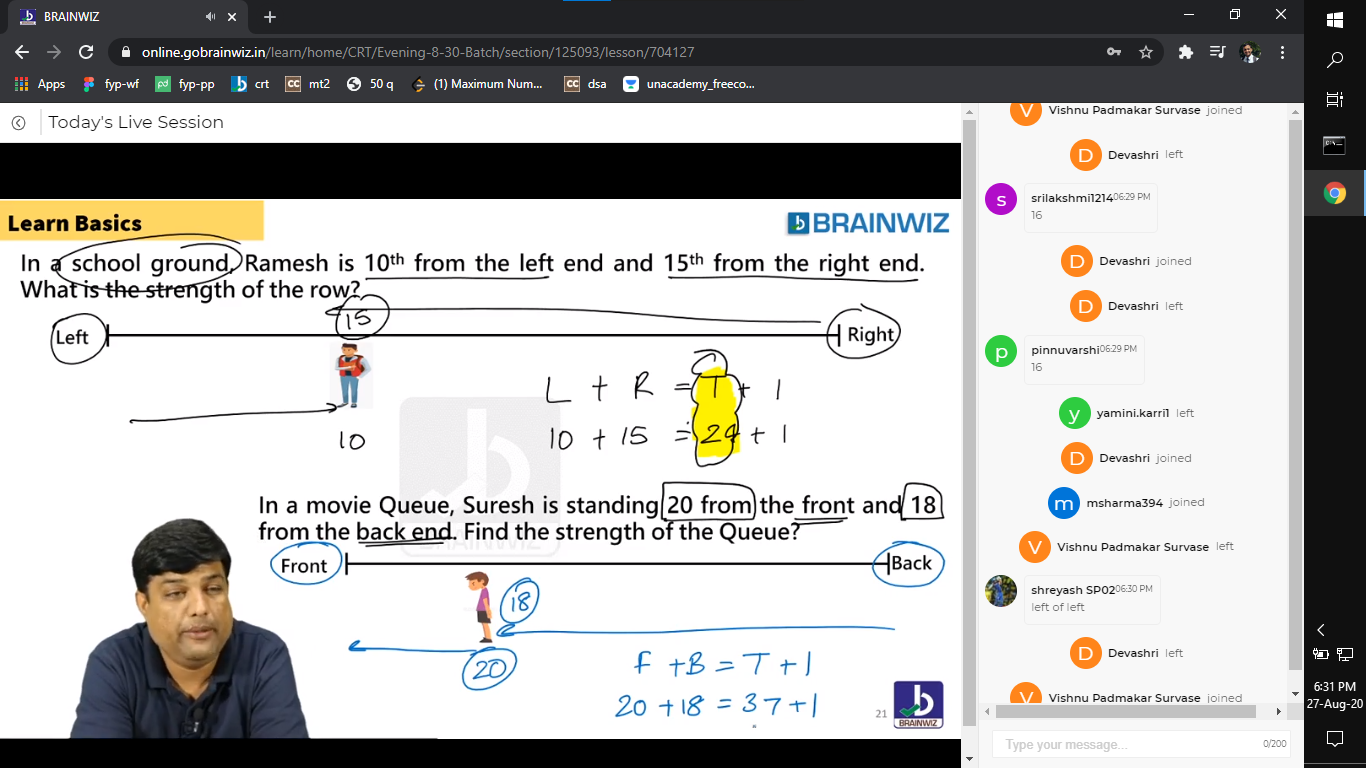 BRAINWIZ
online.gobrainwiz.in/learn/home/CRT/Evening-8-30-Batch/section/125093/lesson/704127
Apps fyp-wf fyp-pp crt mt2 50 q (1) Maximum Num... dsa unacademy_freeco...
Today's Live Session
Learn Basics
BRAINWIZ
In a school ground, Ramesh is 10th from the left end and 15th from the right end.
What is the strength of the row?
15
Left Right
L + R = T + 1
10
10 + 15 = 24 + 1
In a movie Queue, Suresh is standing 20 from the front and 18
from the back end. Find the strength of the Queue?
BRAINWIZ
Front Back
18
20
F + B = T + 1
20 + 18 = 37 + 1
21
BRAINWIZ
V Vishnu Padmakar Survase joined
D Devashri left
s srilakshmi1214 06:29 PM
16
D Devashri joined
D Devashri left
p pinnuvarshi 06:29 PM
16
y yamini.karri1 left
D Devashri joined
m msharma394 joined
V Vishnu Padmakar Survase left
shreyash SP02 06:30 PM
left of left
D Devashri left
V Vishnu Padmakar Survase joined
Type your message... 0/200
6:31 PM
27-Aug-20